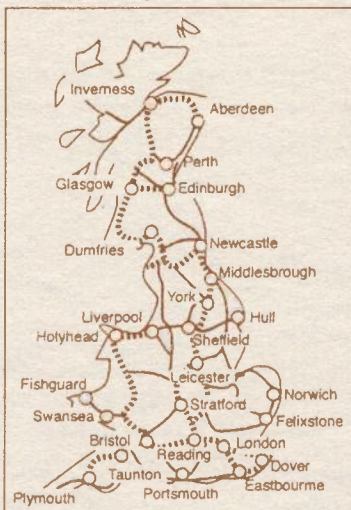 Inverness
Aberdeen
Perth
Glasgow
Edinburgh
Dumfries
Newcastle
Middlesbrough
York
Liverpool
Hull
Holyhead
Sheffield
Leicester
Fishguard
Norwich
Stratford
Swansea
Felixstone
Bristol
London
Reading
Dover
Taunton
Eastbourne
Plymouth
Portsmouth